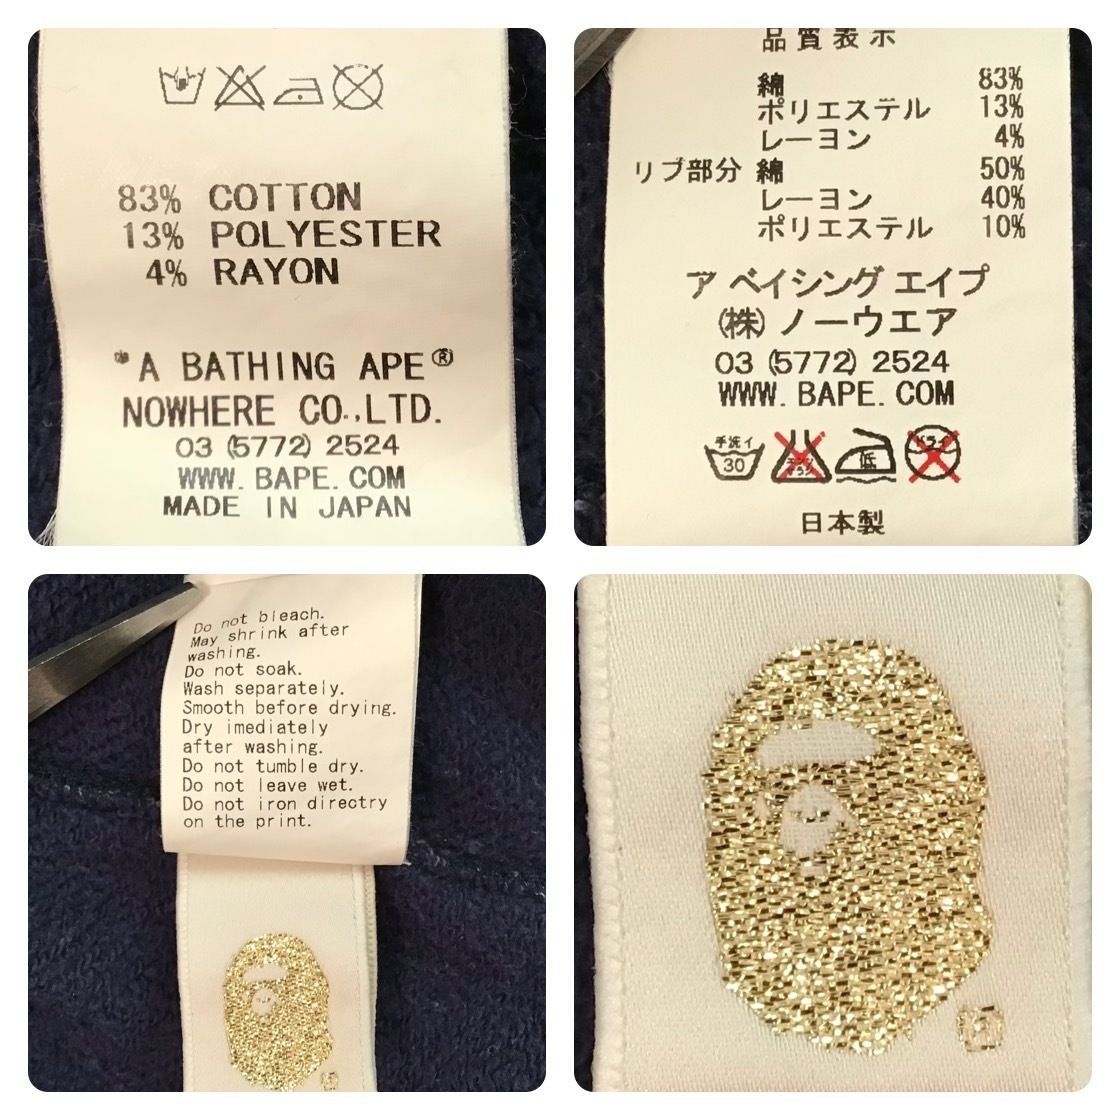 83% COTTON
13% POLYESTER
4% RAYON
"A BATHING APE®
NOWHERE CO.,LTD.
03 (5772) 2524
WWW. BAPE. COM
MADE IN JAPAN
品質表示
綿 83%
ポリエステル 13%
レーヨン 4%
リブ部分 綿 50%
レーヨン 40%
ポリエステル 10%
ア ベイシング エイプ
(株) ノーウエア
03 (5772) 2524
WWW. BAPE. COM
手洗イ 30 低 ドライ
日本製
Do not bleach.
May shrink after
washing.
Do not soak.
Wash separately.
Smooth before drying.
Dry imediately
after washing.
Do not tumble dry.
Do not leave wet.
Do not iron directry
on the print.